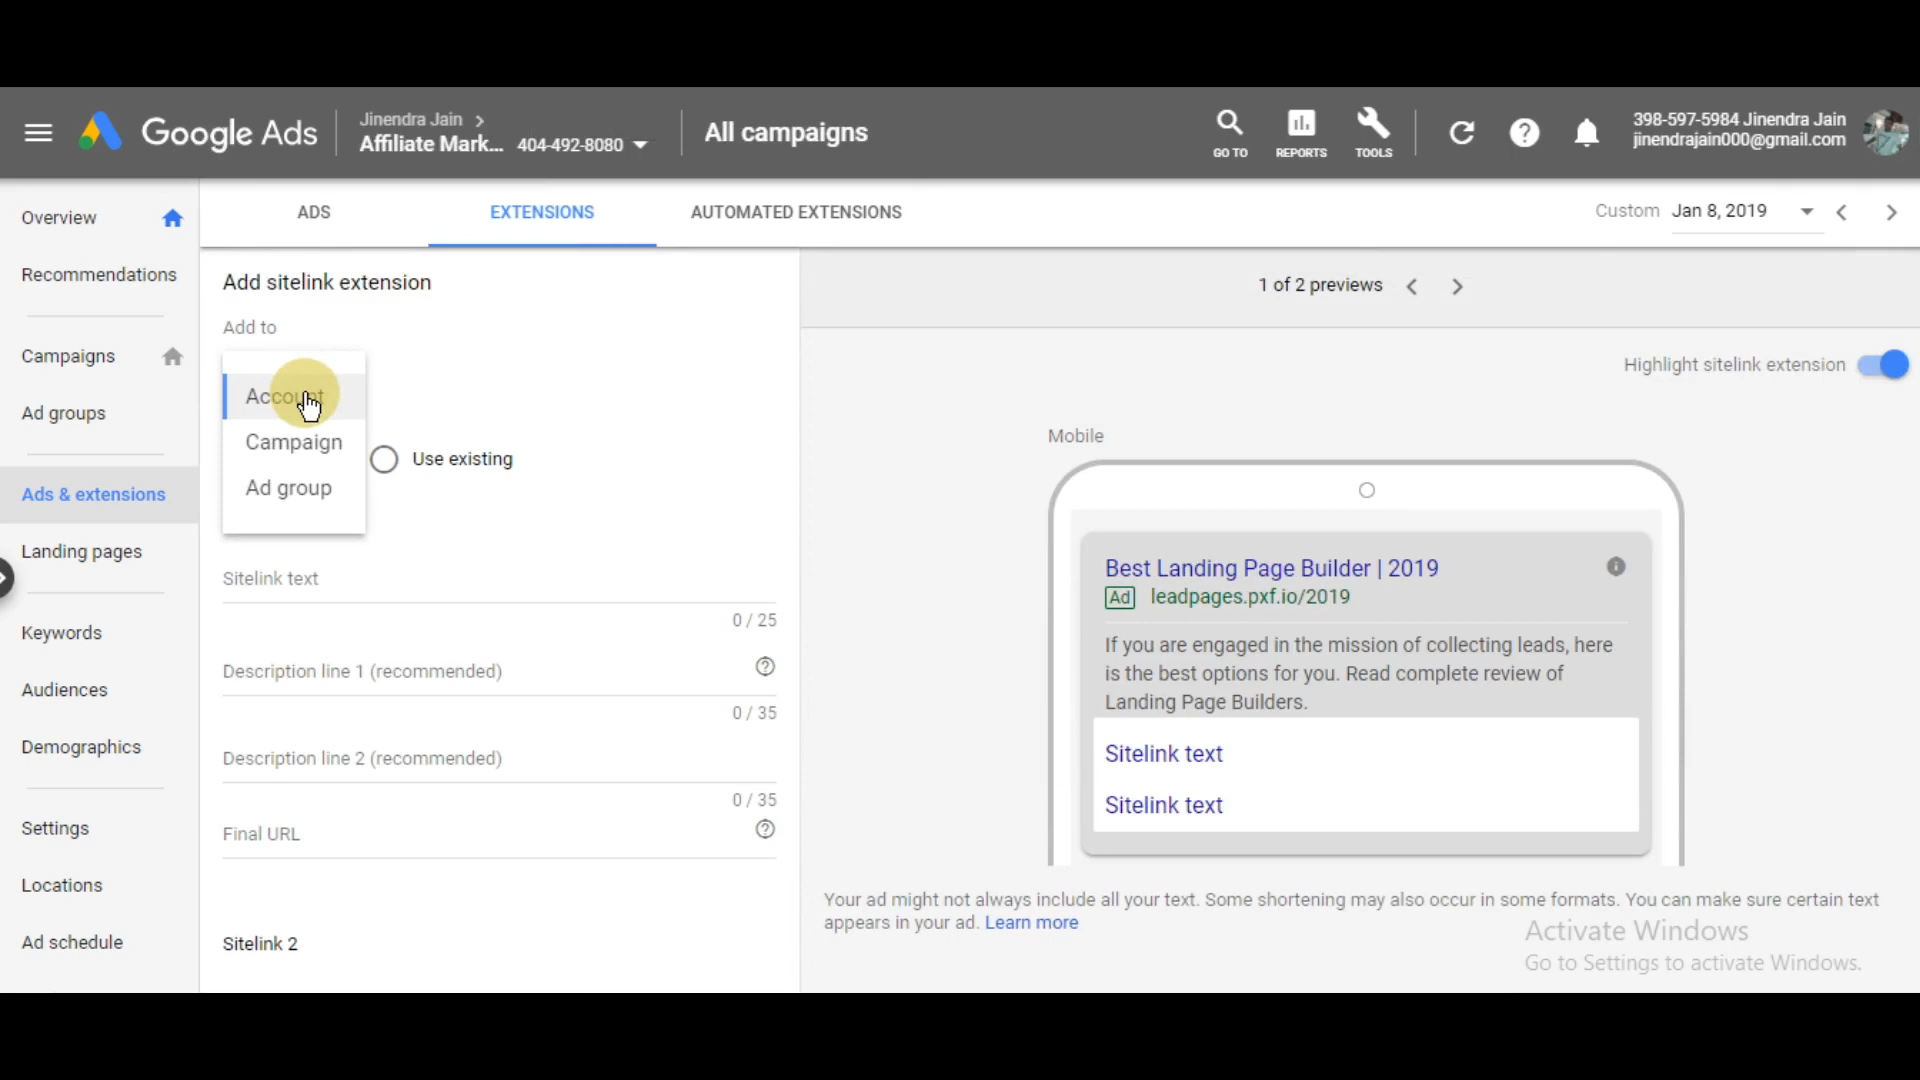 Google Ads
Jinendra Jain >
Affiliate Mark... 404-492-8080
All campaigns
GO TO
REPORTS
TOOLS
398-597-5984 Jinendra Jain
jinendrajain000@gmail.com
Overview
Recommendations
Campaigns
Ad groups
Ads & extensions
Landing pages
Keywords
Audiences
Demographics
Settings
Locations
Ad schedule
ADS
EXTENSIONS
AUTOMATED EXTENSIONS
Custom Jan 8, 2019
Add sitelink extension
Add to
Account
Campaign
Ad group
Use existing
Sitelink text
0 / 25
Description line 1 (recommended)
0 / 35
Description line 2 (recommended)
0 / 35
Final URL
Sitelink 2
1 of 2 previews
Highlight sitelink extension
Mobile
Best Landing Page Builder | 2019
Ad leadpages.pxf.io/2019
If you are engaged in the mission of collecting leads, here
is the best options for you. Read complete review of
Landing Page Builders.
Sitelink text
Sitelink text
Your ad might not always include all your text. Some shortening may also occur in some formats. You can make sure certain text
appears in your ad. Learn more
Activate Windows
Go to Settings to activate Windows.